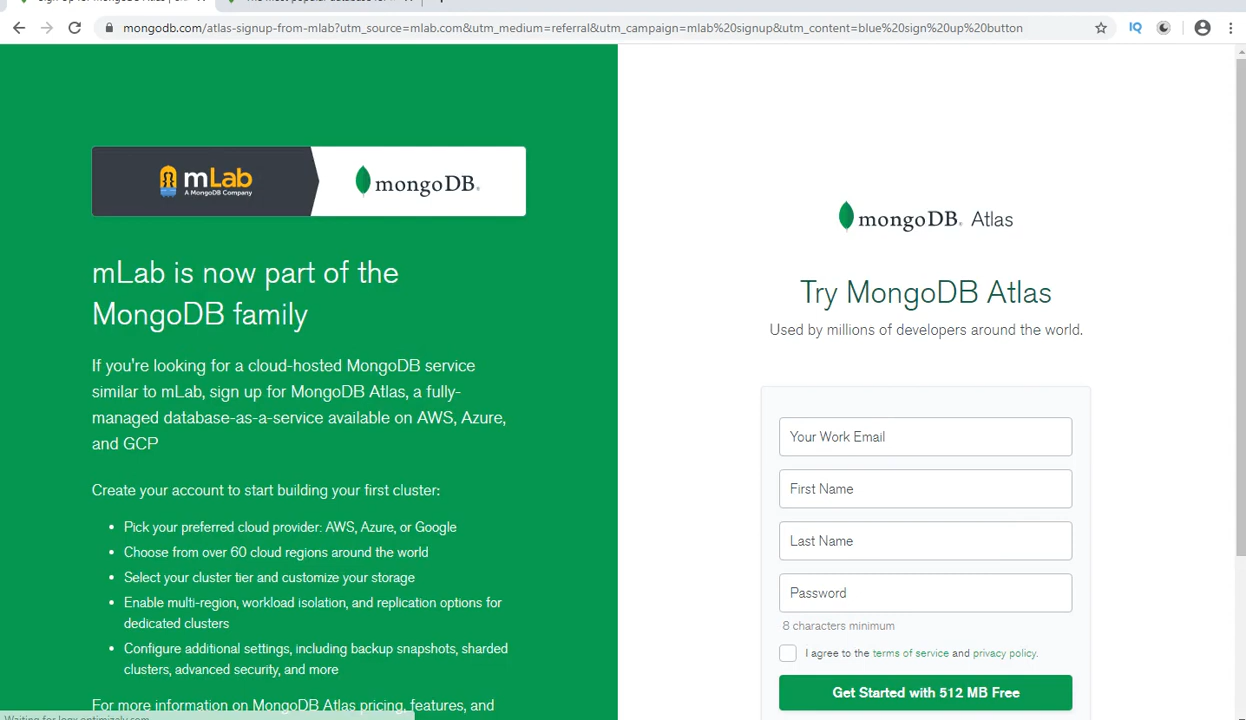 mongodb.com/atlas-signup-from-mlab?utm_source=mlab.com&utm_medium=referral&utm_campaign=mlab%20signup&utm_content=blue%20sign%20up%20button
IQ
mLab
A MongoDB Company
mongoDB.
mLab is now part of the
MongoDB family
If you're looking for a cloud-hosted MongoDB service
similar to mLab, sign up for MongoDB Atlas, a fully-
managed database-as-a-service available on AWS, Azure,
and GCP
Create your account to start building your first cluster:
• Pick your preferred cloud provider: AWS, Azure, or Google
• Choose from over 60 cloud regions around the world
• Select your cluster tier and customize your storage
• Enable multi-region, workload isolation, and replication options for
dedicated clusters
• Configure additional settings, including backup snapshots, sharded
clusters, advanced security, and more
For more information on MongoDB Atlas pricing, features, and
mongoDB. Atlas
Try MongoDB Atlas
Used by millions of developers around the world.
Your Work Email
First Name
Last Name
Password
8 characters minimum
I agree to the terms of service and privacy policy.
Get Started with 512 MB Free